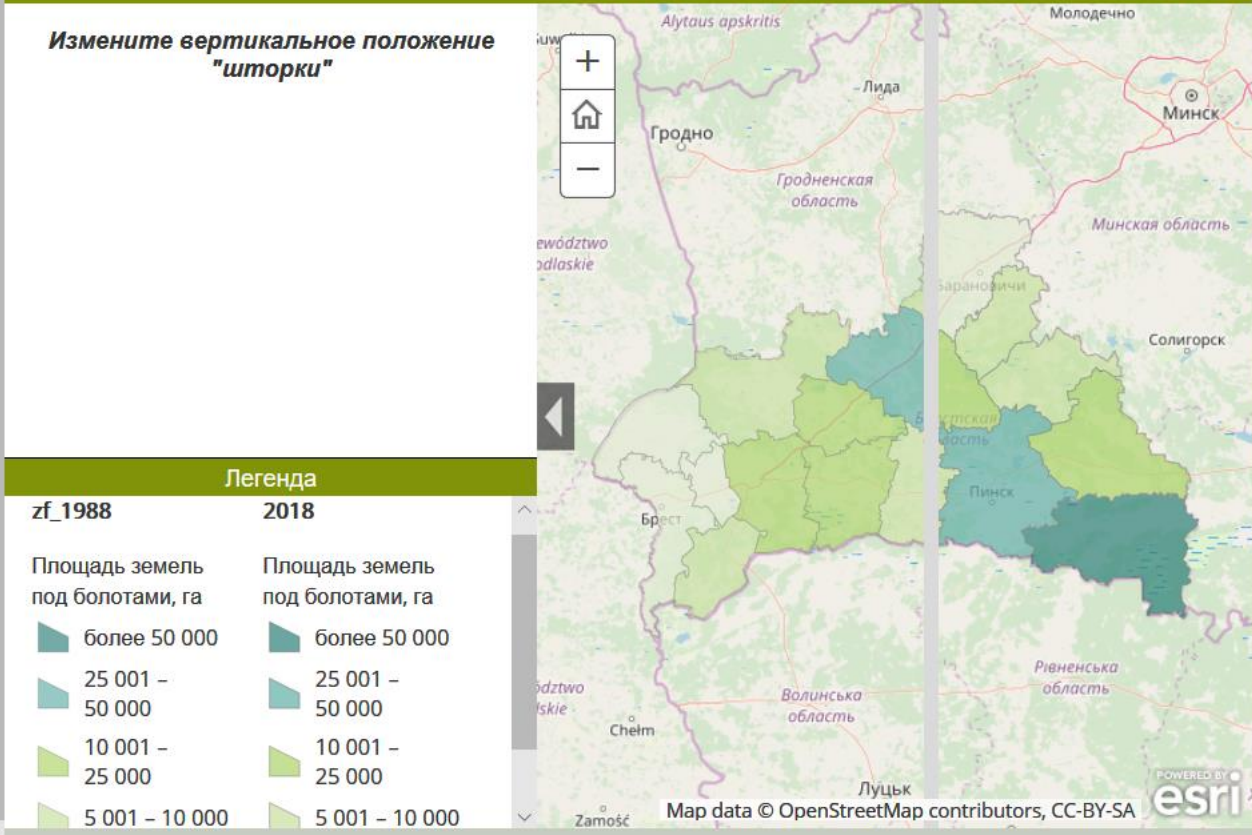 Измените вертикальное положение
"шторки"
Легенда
zf_1988 2018
Площадь земель Площадь земель
под болотами, га под болотами, га
более 50 000 более 50 000
25 001 – 25 001 –
50 000 50 000
10 001 – 10 001 –
25 000 25 000
5 001 – 10 000 5 001 – 10 000
Alytaus apskritis
Молодечно
Лида
Минск
Гродно
Гродненская
область
Минская область
ewództwo
odlaskie
Барановичи
Солигорск
Пинск
Брест
Рівненська
область
Волинська
область
Chełm
Луцьк
Zamość
Map data © OpenStreetMap contributors, CC-BY-SA
POWERED BY
esri